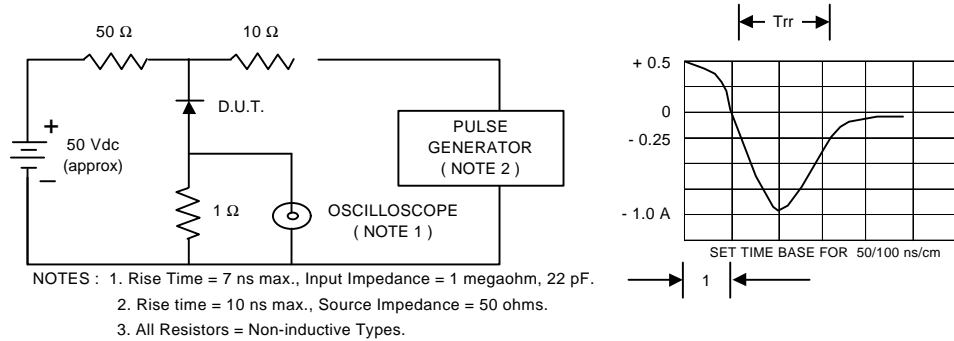 50 Ω
10 Ω
Trr
+ 0.5
D.U.T.
+
50 Vdc
(approx)
−
PULSE
GENERATOR
( NOTE 2 )
0
- 0.25
1 Ω
OSCILLOSCOPE
( NOTE 1 )
- 1.0 A
SET TIME BASE FOR 50/100 ns/cm
1
NOTES : 1. Rise Time = 7 ns max., Input Impedance = 1 megaohm, 22 pF.
2. Rise time = 10 ns max., Source Impedance = 50 ohms.
3. All Resistors = Non-inductive Types.